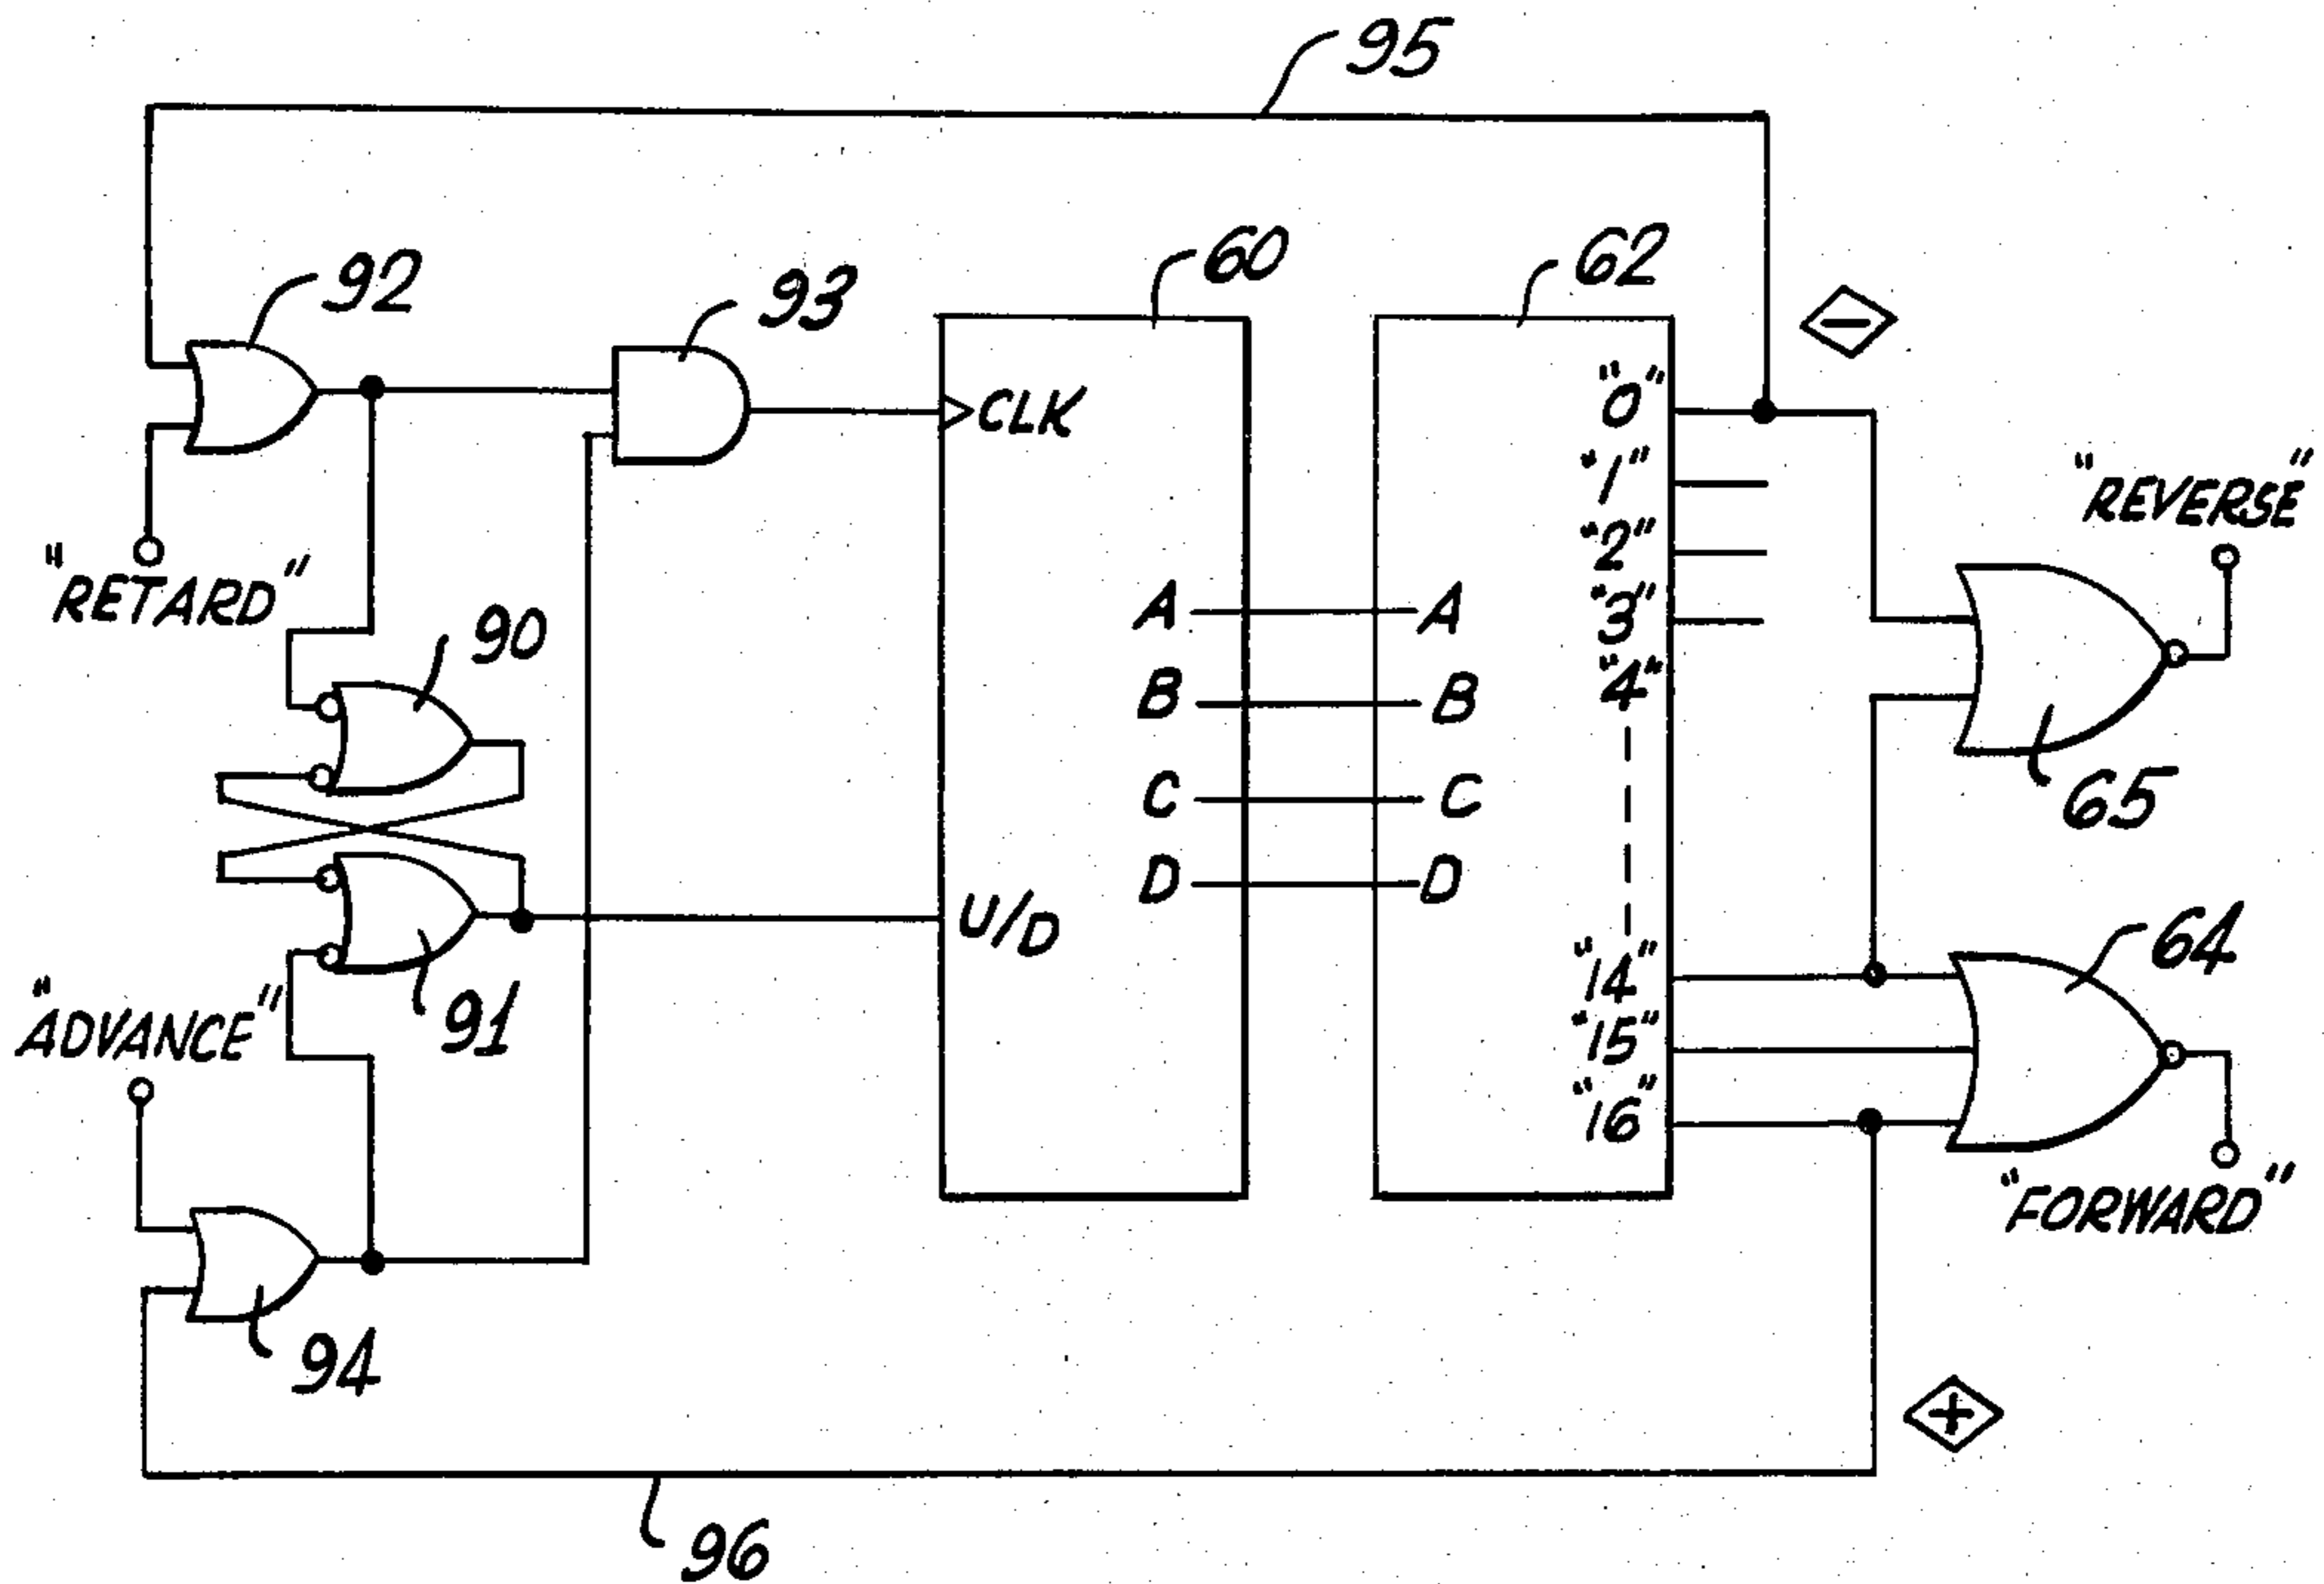 95
92
93
60
62
−
CLK
"0"
"1"
"2"
"3"
"4"
"14"
"15"
"16"
"REVERSE"
"RETARD"
90
A
B
C
D
A
B
C
D
65
U/D
91
64
"ADVANCE"
"FORWARD"
94
+
96